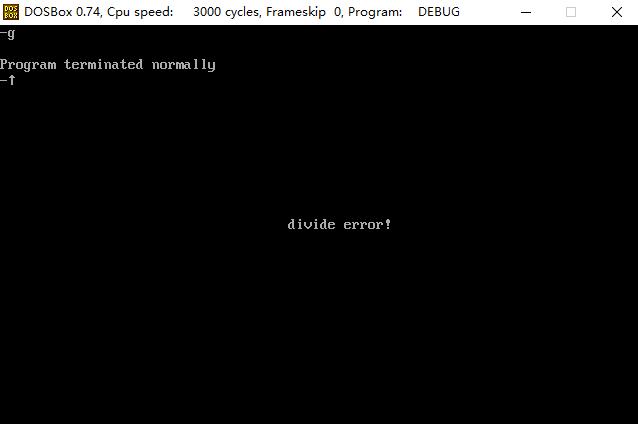 DOS BOX
DOSBox 0.74, Cpu speed: 3000 cycles, Frameskip 0, Program: DEBUG
-g
Program terminated normally
-↑
divide error!